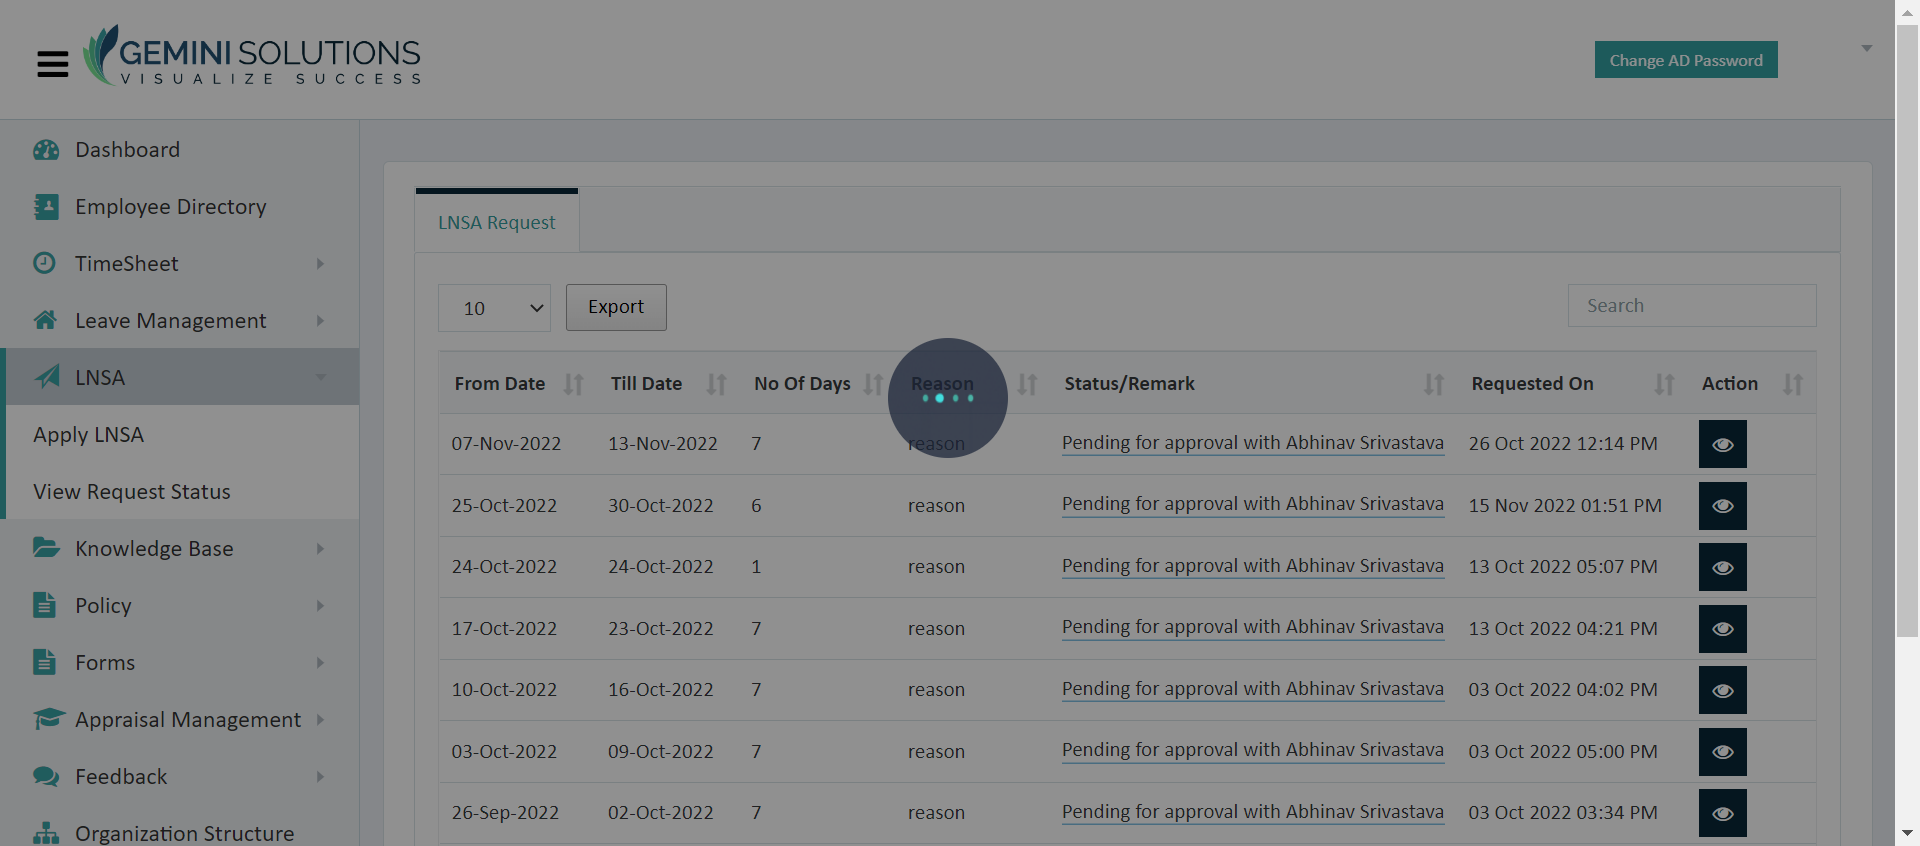 GEMINI SOLUTIONS
VISUALIZE SUCCESS
Change AD Password
Dashboard
Employee Directory
TimeSheet
Leave Management
LNSA
Apply LNSA
View Request Status
Knowledge Base
Policy
Forms
Appraisal Management
Feedback
Organization Structure
LNSA Request
10 Export Search
From Date Till Date No Of Days Reason Status/Remark Requested On Action
07-Nov-2022 13-Nov-2022 7 reason Pending for approval with Abhinav Srivastava 26 Oct 2022 12:14 PM
25-Oct-2022 30-Oct-2022 6 reason Pending for approval with Abhinav Srivastava 15 Nov 2022 01:51 PM
24-Oct-2022 24-Oct-2022 1 reason Pending for approval with Abhinav Srivastava 13 Oct 2022 05:07 PM
17-Oct-2022 23-Oct-2022 7 reason Pending for approval with Abhinav Srivastava 13 Oct 2022 04:21 PM
10-Oct-2022 16-Oct-2022 7 reason Pending for approval with Abhinav Srivastava 03 Oct 2022 04:02 PM
03-Oct-2022 09-Oct-2022 7 reason Pending for approval with Abhinav Srivastava 03 Oct 2022 05:00 PM
26-Sep-2022 02-Oct-2022 7 reason Pending for approval with Abhinav Srivastava 03 Oct 2022 03:34 PM